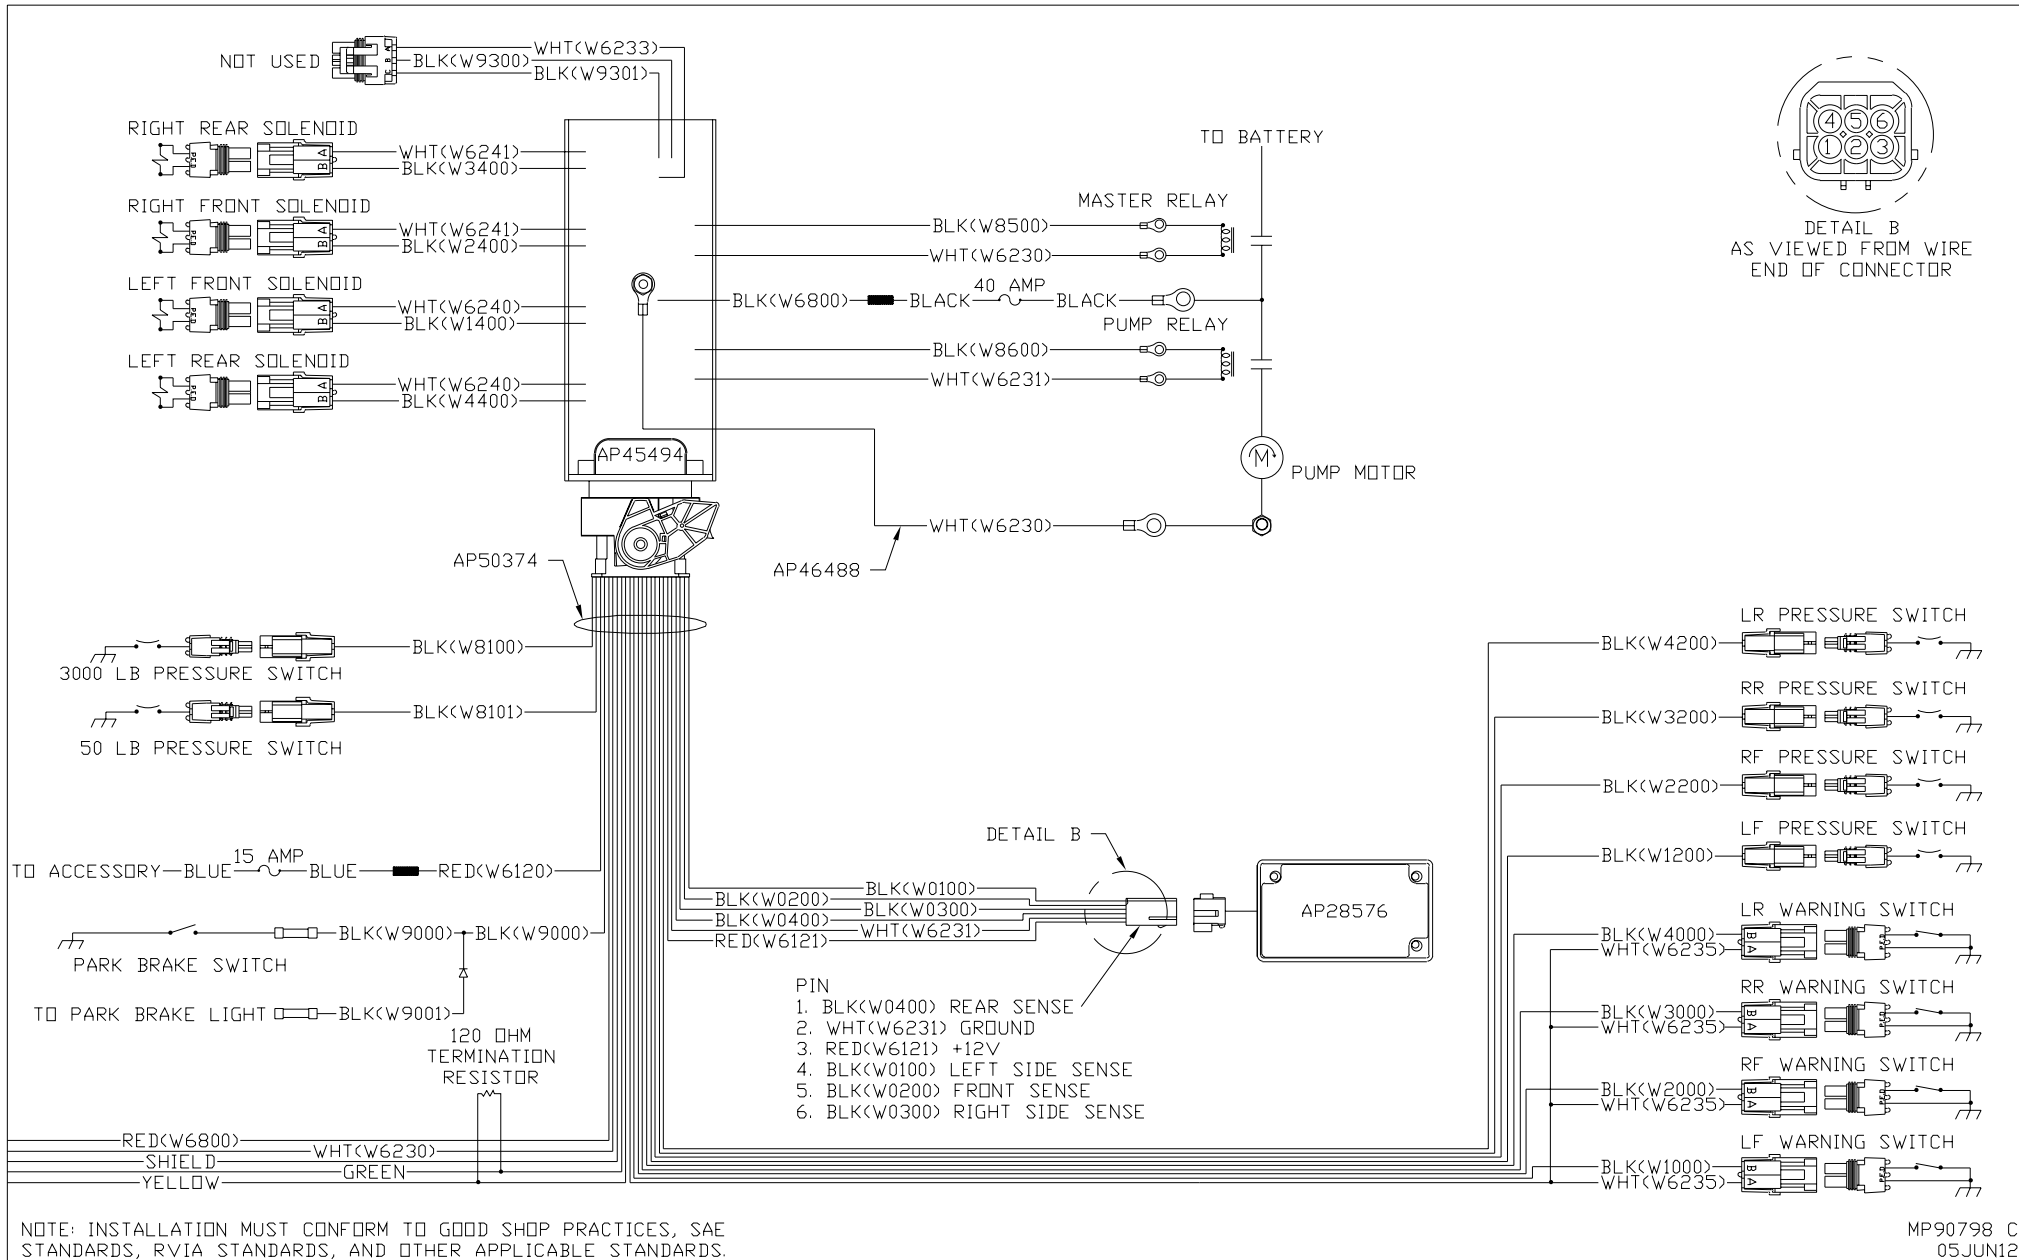 NOT USED
WHT(W6233)
BLK(W9300)
BLK(W9301)
A
B
C
RIGHT REAR SOLENOID
WHT(W6241)
BLK(W3400)
A
B
RIGHT FRONT SOLENOID
WHT(W6241)
BLK(W2400)
A
B
LEFT FRONT SOLENOID
WHT(W6240)
BLK(W1400)
A
B
LEFT REAR SOLENOID
WHT(W6240)
BLK(W4400)
A
B
TO BATTERY
MASTER RELAY
BLK(W8500)
WHT(W6230)
40 AMP
BLK(W6800) BLACK BLACK
PUMP RELAY
BLK(W8600)
WHT(W6231)
M
PUMP MOTOR
WHT(W6230)
AP46488
AP45494
AP50374
4 5 6
1 2 3
DETAIL B
AS VIEWED FROM WIRE
END OF CONNECTOR
BLK(W8100)
3000 LB PRESSURE SWITCH
BLK(W8101)
50 LB PRESSURE SWITCH
15 AMP
TO ACCESSORY BLUE BLUE RED(W6120)
BLK(W9000) BLK(W9000)
PARK BRAKE SWITCH
TO PARK BRAKE LIGHT BLK(W9001)
120 OHM
TERMINATION
RESISTOR
RED(W6800)
WHT(W6230)
SHIELD
GREEN
YELLOW
DETAIL B
BLK(W0100)
BLK(W0200)
BLK(W0300)
BLK(W0400)
WHT(W6231)
RED(W6121)
AP28576
PIN
1. BLK(W0400) REAR SENSE
2. WHT(W6231) GROUND
3. RED(W6121) +12V
4. BLK(W0100) LEFT SIDE SENSE
5. BLK(W0200) FRONT SENSE
6. BLK(W0300) RIGHT SIDE SENSE
LR PRESSURE SWITCH
BLK(W4200)
RR PRESSURE SWITCH
BLK(W3200)
RF PRESSURE SWITCH
BLK(W2200)
LF PRESSURE SWITCH
BLK(W1200)
LR WARNING SWITCH
BLK(W4000) B
WHT(W6235) A
RR WARNING SWITCH
BLK(W3000) B
WHT(W6235) A
RF WARNING SWITCH
BLK(W2000) B
WHT(W6235) A
LF WARNING SWITCH
BLK(W1000) B
WHT(W6235) A
NOTE: INSTALLATION MUST CONFORM TO GOOD SHOP PRACTICES, SAE
STANDARDS, RVIA STANDARDS, AND OTHER APPLICABLE STANDARDS.
MP90798 C
05JUN12